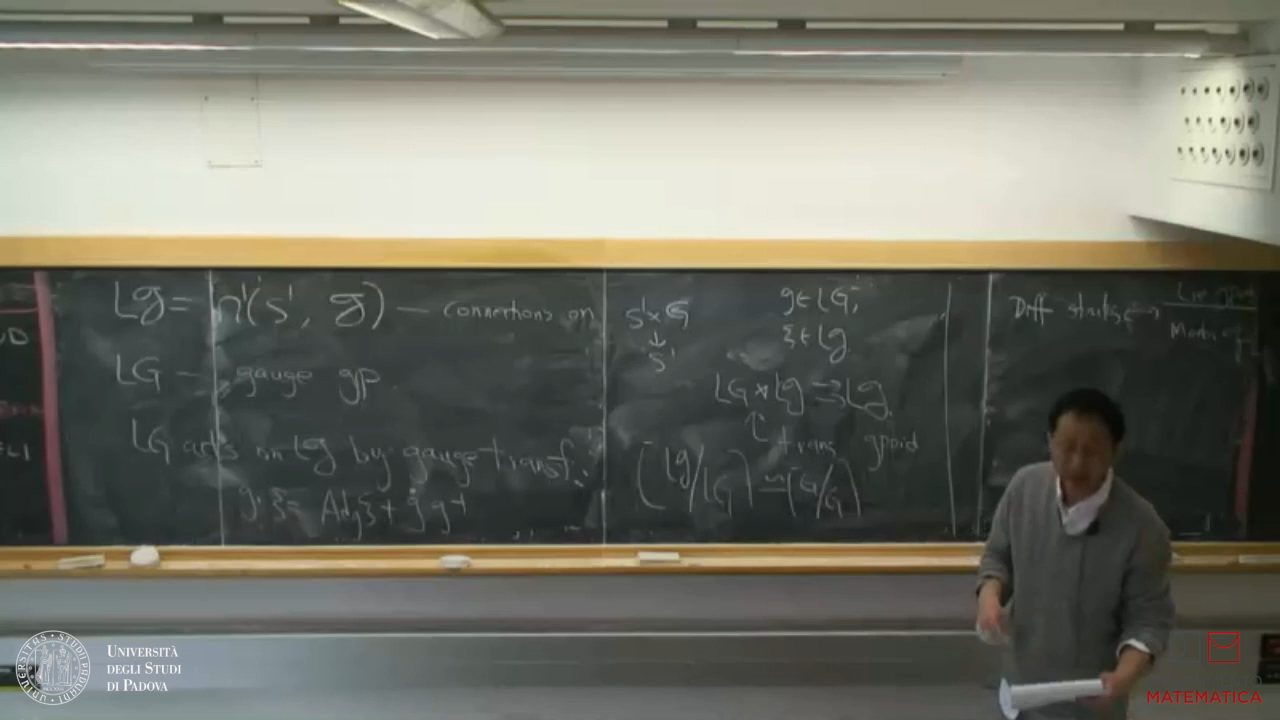 Lg = Ω¹(S¹, g) — connections on S¹×G
↓
S¹
LG — gauge gp
LG acts on Lg by gauge transf.
g·ξ = Ad_g ξ + ġ g⁻¹
g ∈ LG,
ξ ∈ Lg
LG ⋊ Lg ⇉ Lg
trans gpoid
[Lg/LG] ~ [G/G]
Diff stacks ⟷
Morita
UNIVERSITÀ
DEGLI STUDI
DI PADOVA
MATEMATICA